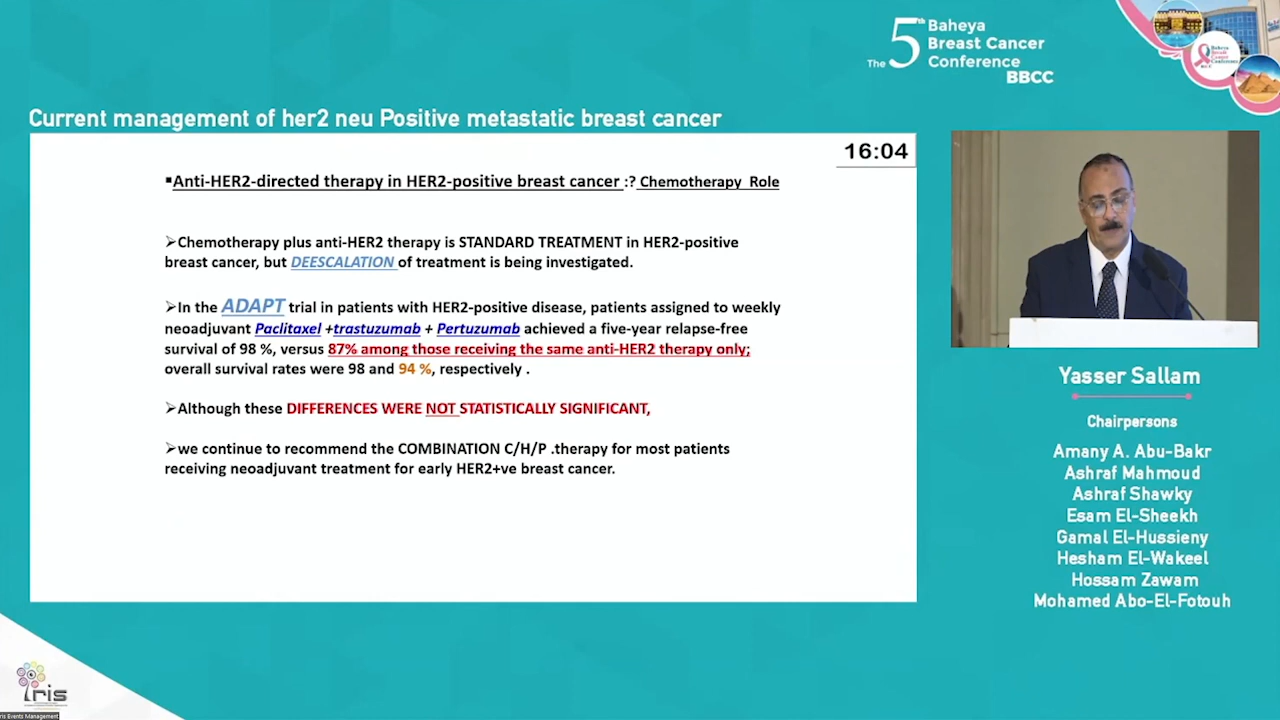 The 5th Baheya
Breast Cancer
Conference
BBCC
Current management of her2 neu Positive metastatic breast cancer
16:04
▪Anti-HER2-directed therapy in HER2-positive breast cancer :? Chemotherapy Role
➢Chemotherapy plus anti-HER2 therapy is STANDARD TREATMENT in HER2-positive
breast cancer, but DEESCALATION of treatment is being investigated.
➢In the ADAPT trial in patients with HER2-positive disease, patients assigned to weekly
neoadjuvant Paclitaxel +trastuzumab + Pertuzumab achieved a five-year relapse-free
survival of 98 %, versus 87% among those receiving the same anti-HER2 therapy only;
overall survival rates were 98 and 94 %, respectively .
➢Although these DIFFERENCES WERE NOT STATISTICALLY SIGNIFICANT,
➢we continue to recommend the COMBINATION C/H/P .therapy for most patients
receiving neoadjuvant treatment for early HER2+ve breast cancer.
Yasser Sallam
Chairpersons
Amany A. Abu-Bakr
Ashraf Mahmoud
Ashraf Shawky
Esam El-Sheekh
Gamal El-Hussieny
Hesham El-Wakeel
Hossam Zawam
Mohamed Abo-El-Fotouh
Iris
Iris Events Management